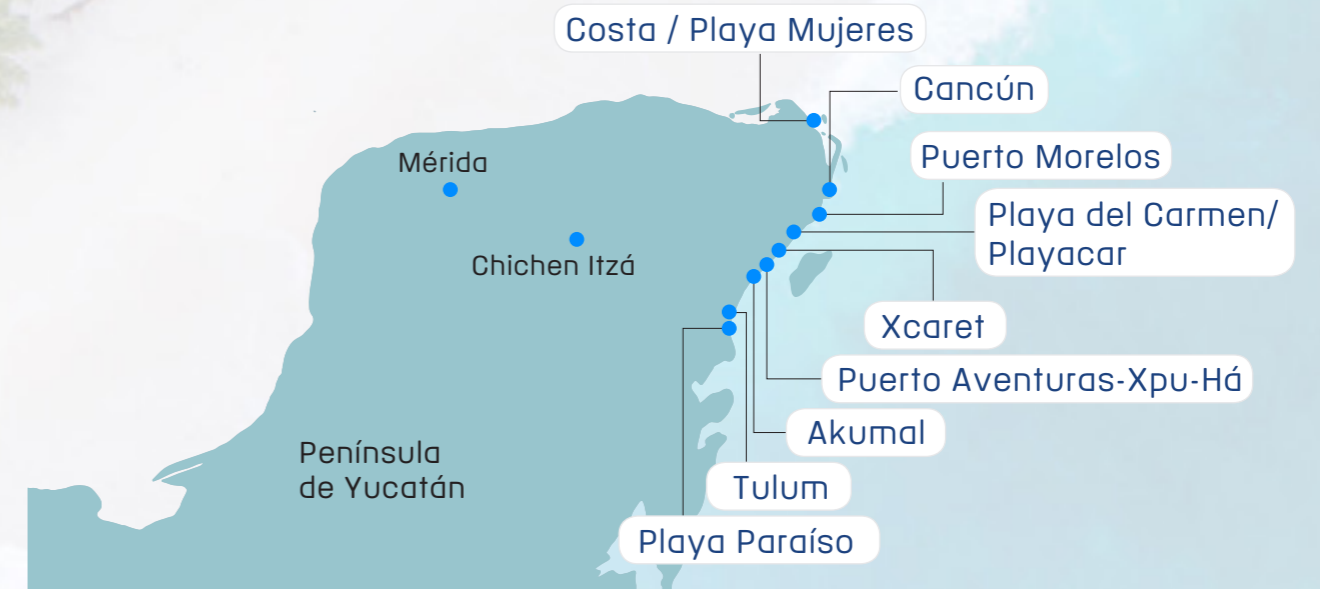 Costa / Playa Mujeres
Cancún
Puerto Morelos
Mérida
Playa del Carmen/
Playacar
Chichen Itzá
Xcaret
Puerto Aventuras-Xpu-Há
Akumal
Península
de Yucatán
Tulum
Playa Paraíso